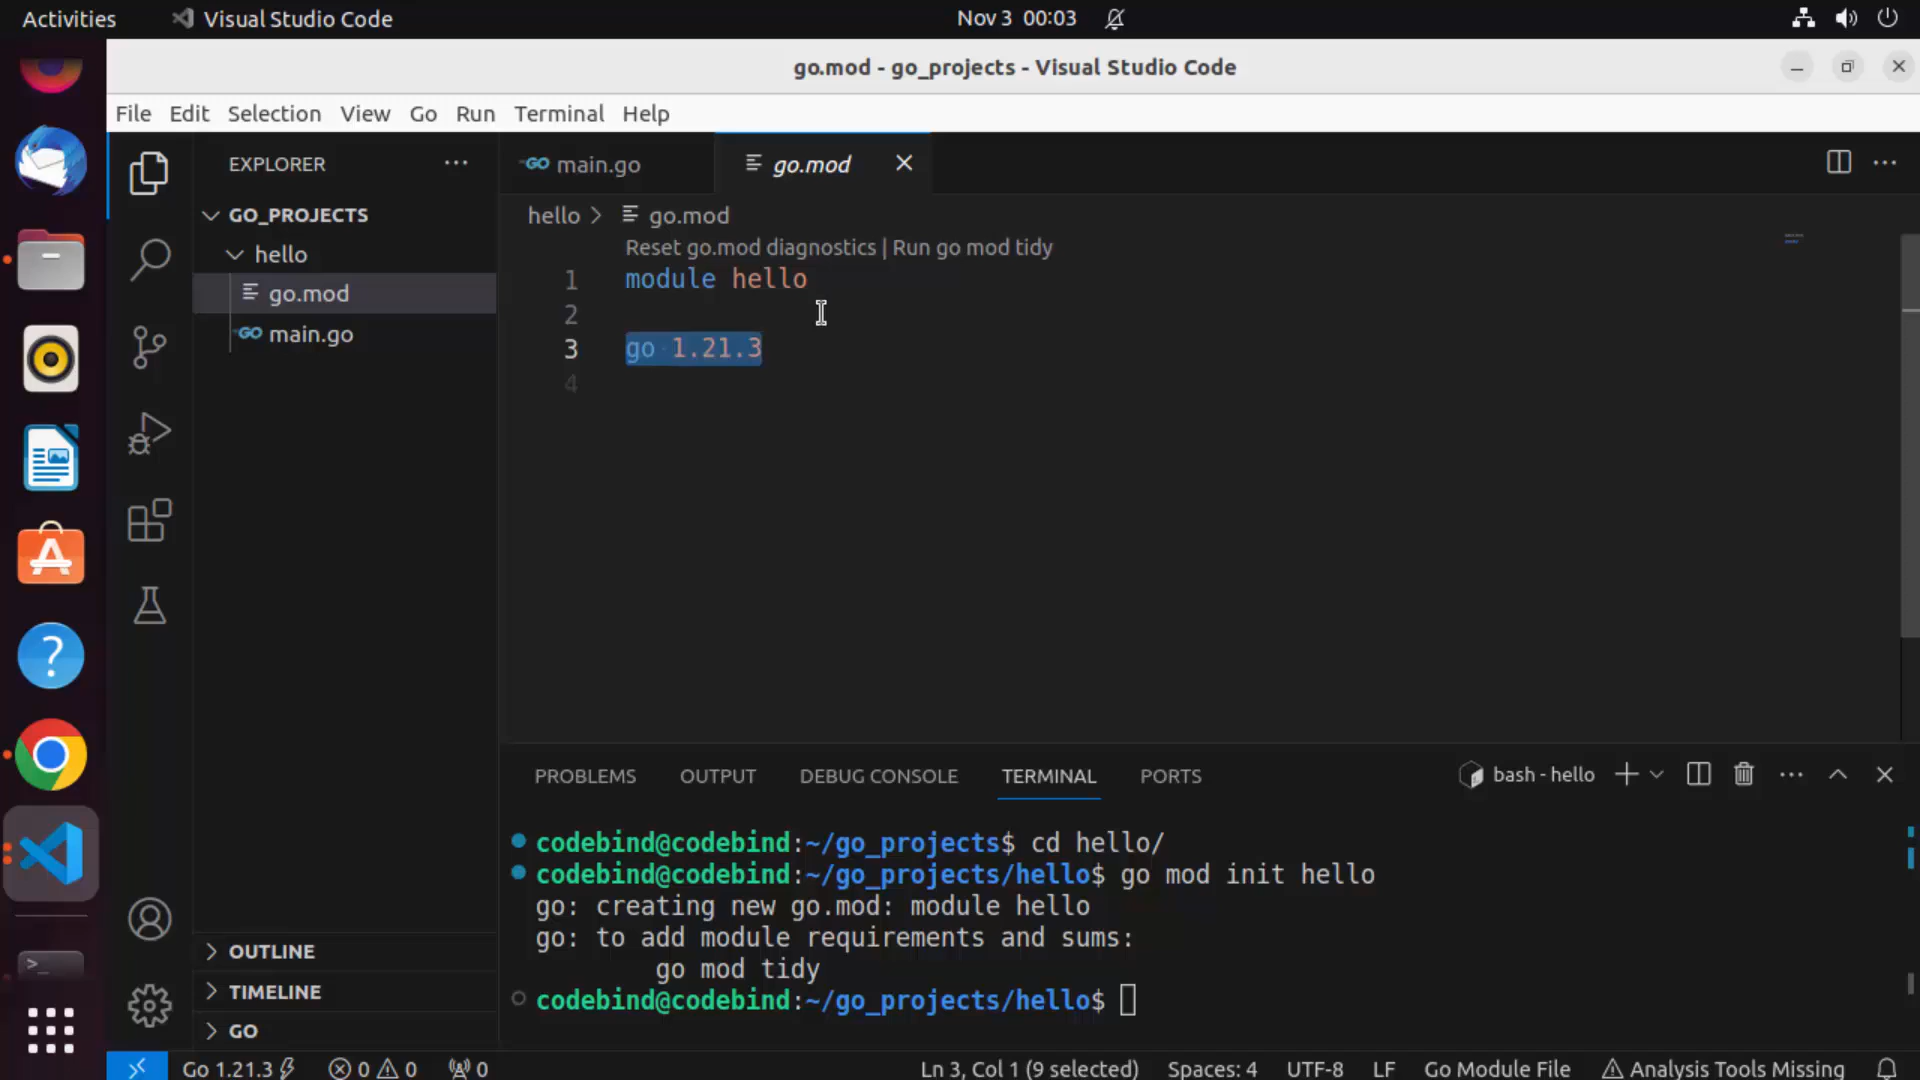 Activities
Visual Studio Code
Nov 3 00:03
go.mod - go_projects - Visual Studio Code
File Edit Selection View Go Run Terminal Help
EXPLORER
GO_PROJECTS
hello
go.mod
main.go
OUTLINE
TIMELINE
GO
main.go
go.mod
hello > go.mod
Reset go.mod diagnostics | Run go mod tidy
1 module hello
2
3 go 1.21.3
4
PROBLEMS OUTPUT DEBUG CONSOLE TERMINAL PORTS
bash - hello
codebind@codebind:~/go_projects$ cd hello/
codebind@codebind:~/go_projects/hello$ go mod init hello
go: creating new go.mod: module hello
go: to add module requirements and sums:
go mod tidy
codebind@codebind:~/go_projects/hello$
Go 1.21.3 0 0 0 Ln 3, Col 1 (9 selected) Spaces: 4 UTF-8 LF Go Module File Analysis Tools Missing